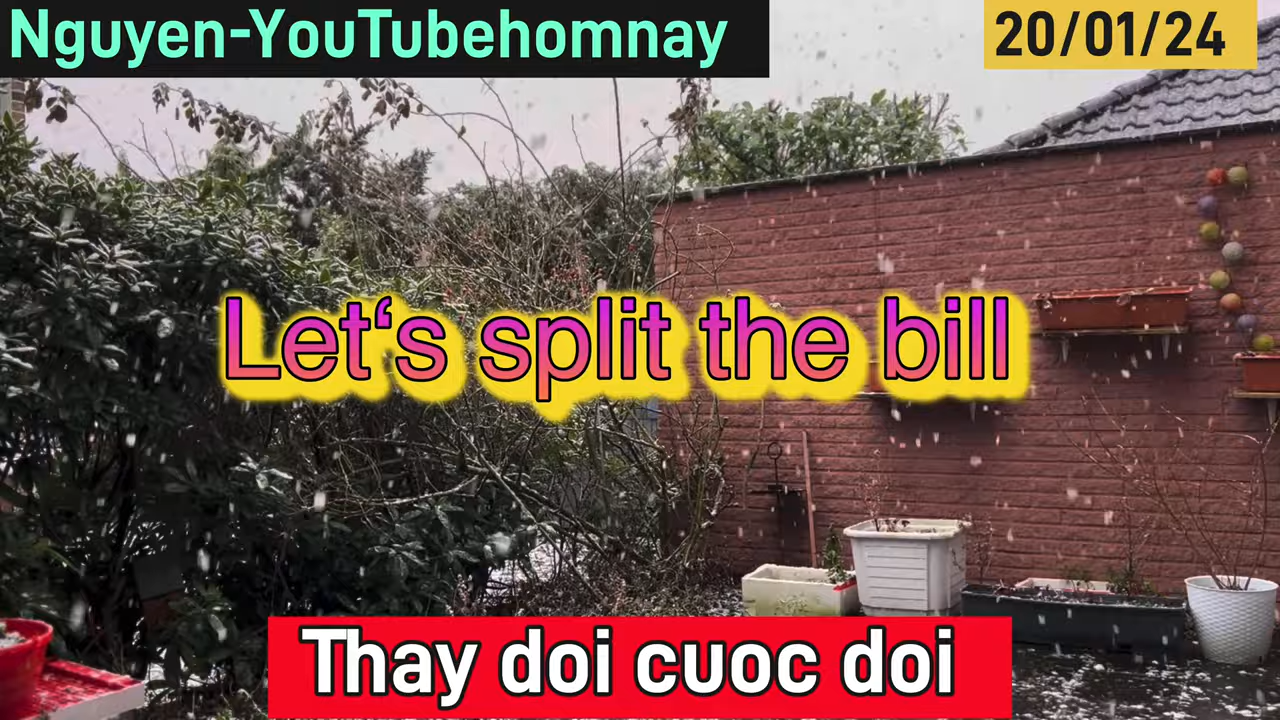 Nguyen-YouTubehomnay
20/01/24
Let‘s split the bill
Thay doi cuoc doi